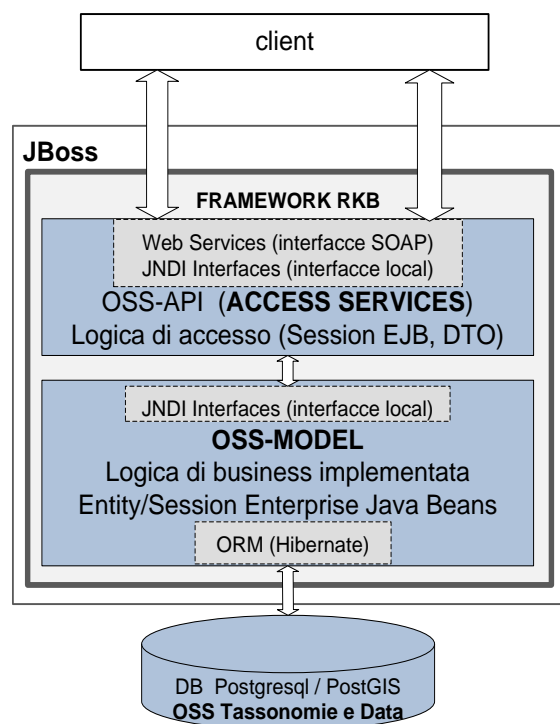 client
JBoss
FRAMEWORK RKB
Web Services (interfacce SOAP)
JNDI Interfaces (interfacce local)
OSS-API (ACCESS SERVICES)
Logica di accesso (Session EJB, DTO)
JNDI Interfaces (interfacce local)
OSS-MODEL
Logica di business implementata
Entity/Session Enterprise Java Beans
ORM (Hibernate)
DB Postgresql / PostGIS
OSS Tassonomie e Data